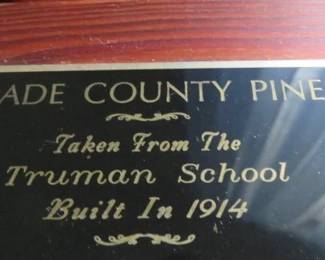 ADE COUNTY PINE
Taken From The
Truman School
Built In 1914